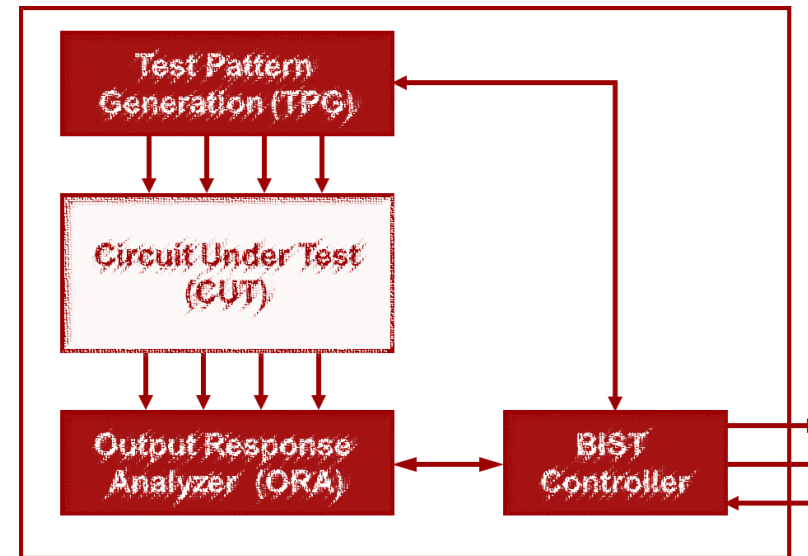 Test Pattern
Generation (TPG)
Circuit Under Test
(CUT)
Output Response
Analyzer (ORA)
BIST
Controller